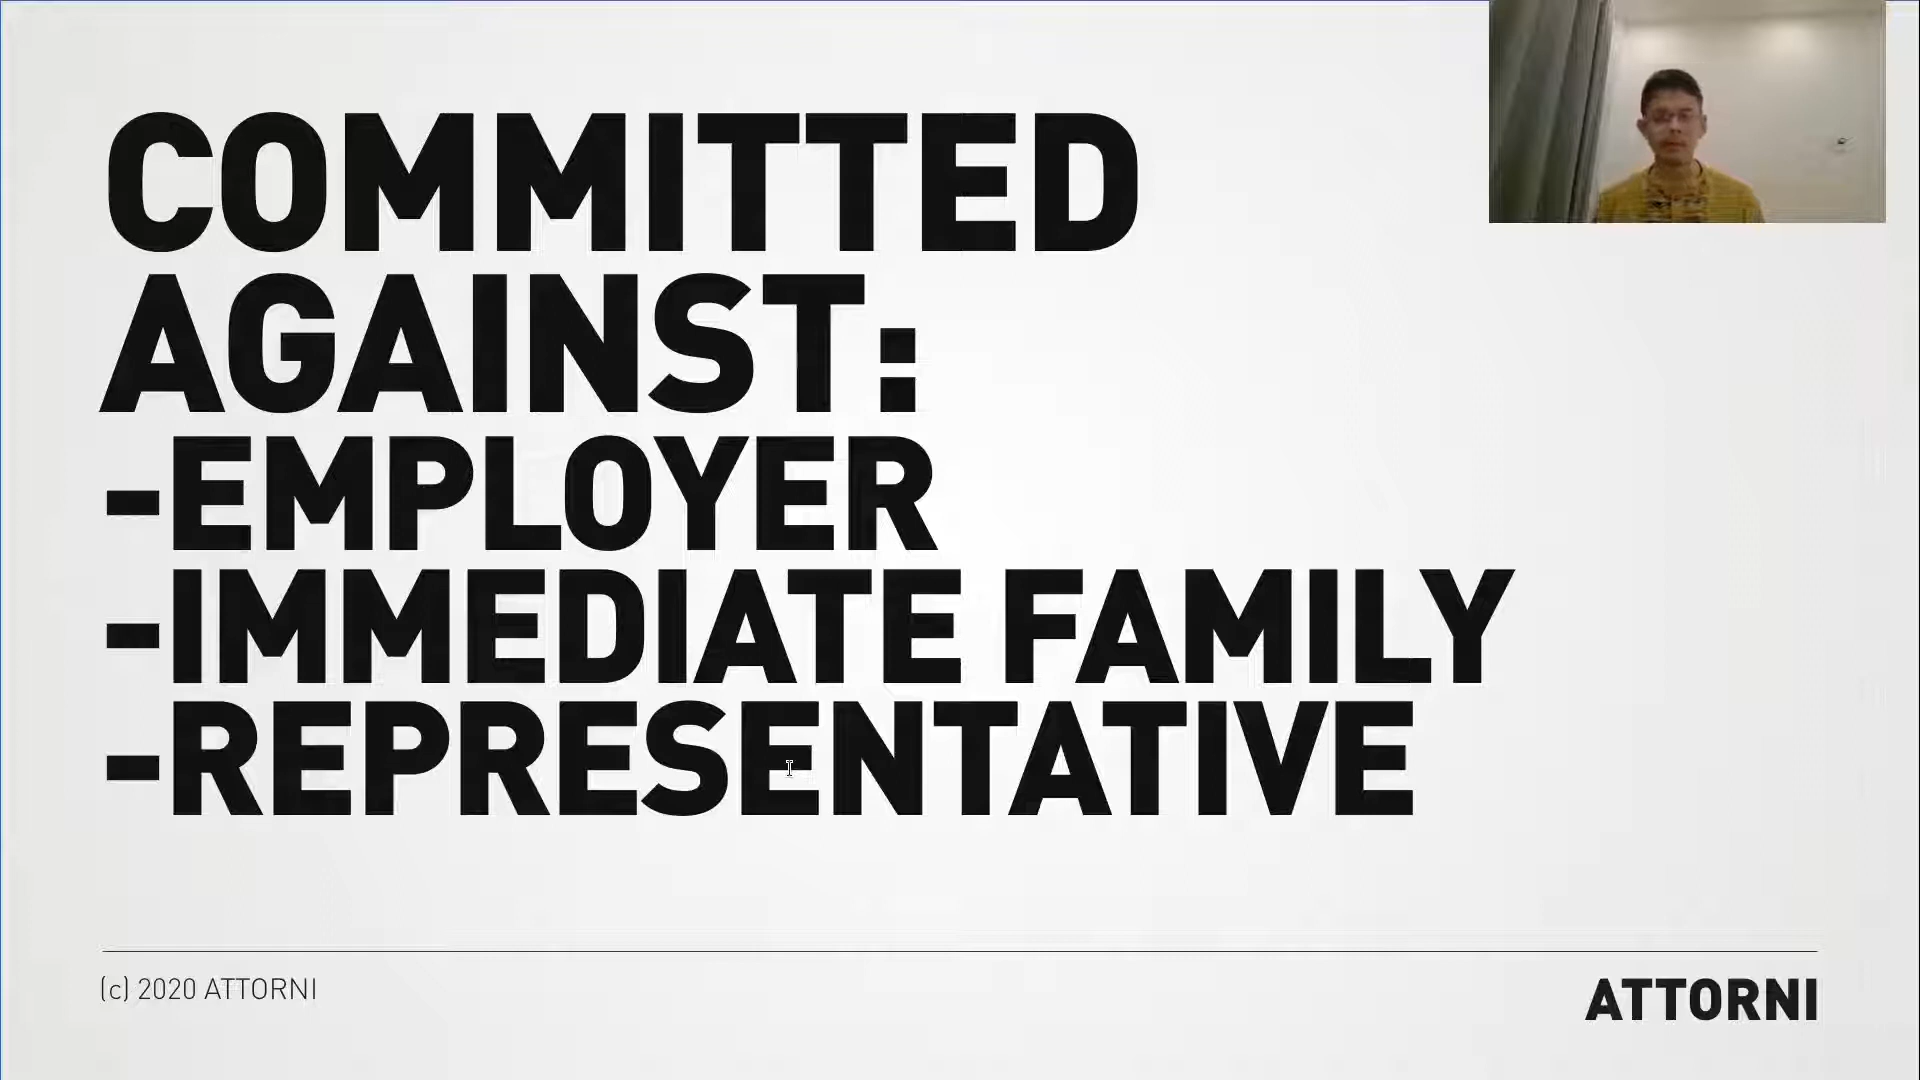 COMMITTED
AGAINST:
-EMPLOYER
-IMMEDIATE FAMILY
-REPRESENTATIVE
(c) 2020 ATTORNI
ATTORNI